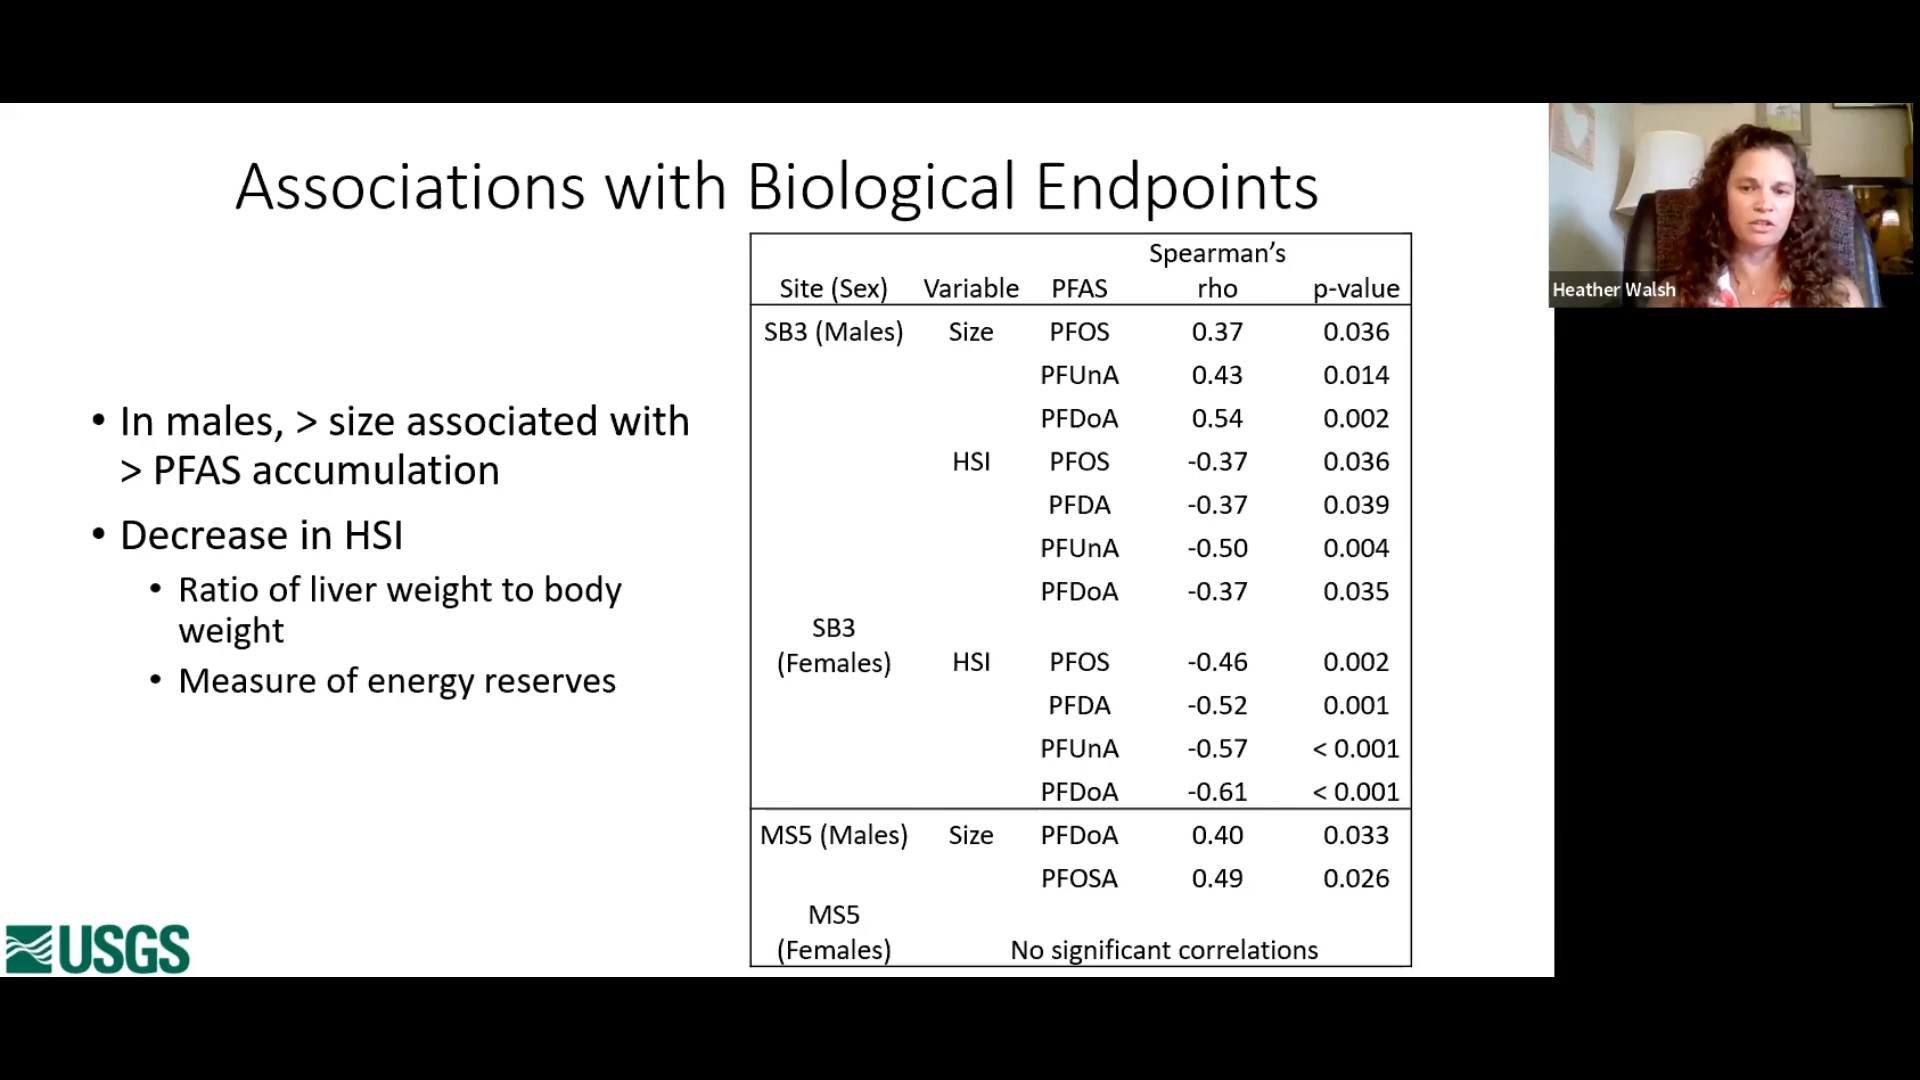 Associations with Biological Endpoints
• In males, > size associated with
> PFAS accumulation
• Decrease in HSI
• Ratio of liver weight to body
weight
• Measure of energy reserves
Spearman's
Site (Sex) Variable PFAS rho p-value
SB3 (Males) Size PFOS 0.37 0.036
PFUnA 0.43 0.014
PFDoA 0.54 0.002
HSI PFOS -0.37 0.036
PFDA -0.37 0.039
PFUnA -0.50 0.004
PFDoA -0.37 0.035
SB3
(Females) HSI PFOS -0.46 0.002
PFDA -0.52 0.001
PFUnA -0.57 < 0.001
PFDoA -0.61 < 0.001
MS5 (Males) Size PFDoA 0.40 0.033
PFOSA 0.49 0.026
MS5
(Females) No significant correlations
USGS
Heather Walsh